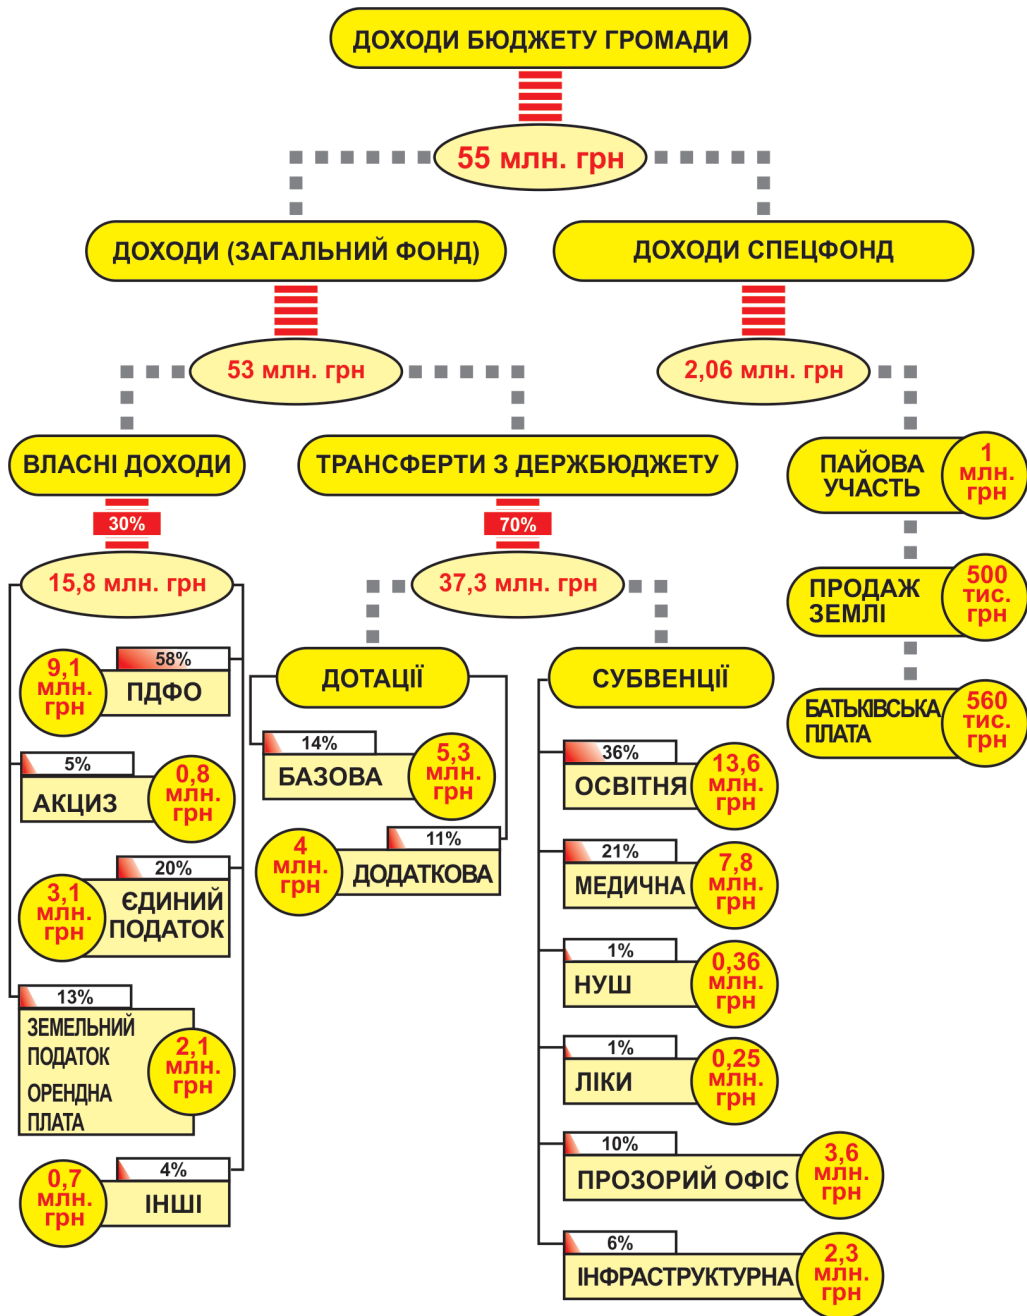 ДОХОДИ БЮДЖЕТУ ГРОМАДИ
55 млн. грн
ДОХОДИ (ЗАГАЛЬНИЙ ФОНД)
ДОХОДИ СПЕЦФОНД
53 млн. грн
2,06 млн. грн
ВЛАСНІ ДОХОДИ
ТРАНСФЕРТИ З ДЕРЖБЮДЖЕТУ
30%
70%
15,8 млн. грн
37,3 млн. грн
ПАЙОВА
УЧАСТЬ
1
млн.
грн
ПРОДАЖ
ЗЕМЛІ
500
тис.
грн
БАТЬКІВСЬКА
ПЛАТА
560
тис.
грн
58%
ПДФО
9,1
млн.
грн
5%
АКЦИЗ
0,8
млн.
грн
20%
ЄДИНИЙ
ПОДАТОК
3,1
млн.
грн
13%
ЗЕМЕЛЬНИЙ
ПОДАТОК
ОРЕНДНА
ПЛАТА
2,1
млн.
грн
4%
ІНШІ
0,7
млн.
грн
ДОТАЦІЇ
14%
БАЗОВА
5,3
млн.
грн
11%
ДОДАТКОВА
4
млн.
грн
СУБВЕНЦІЇ
36%
ОСВІТНЯ
13,6
млн.
грн
21%
МЕДИЧНА
7,8
млн.
грн
1%
НУШ
0,36
млн.
грн
1%
ЛІКИ
0,25
млн.
грн
10%
ПРОЗОРИЙ ОФІС
3,6
млн.
грн
6%
ІНФРАСТРУКТУРНА
2,3
млн.
грн